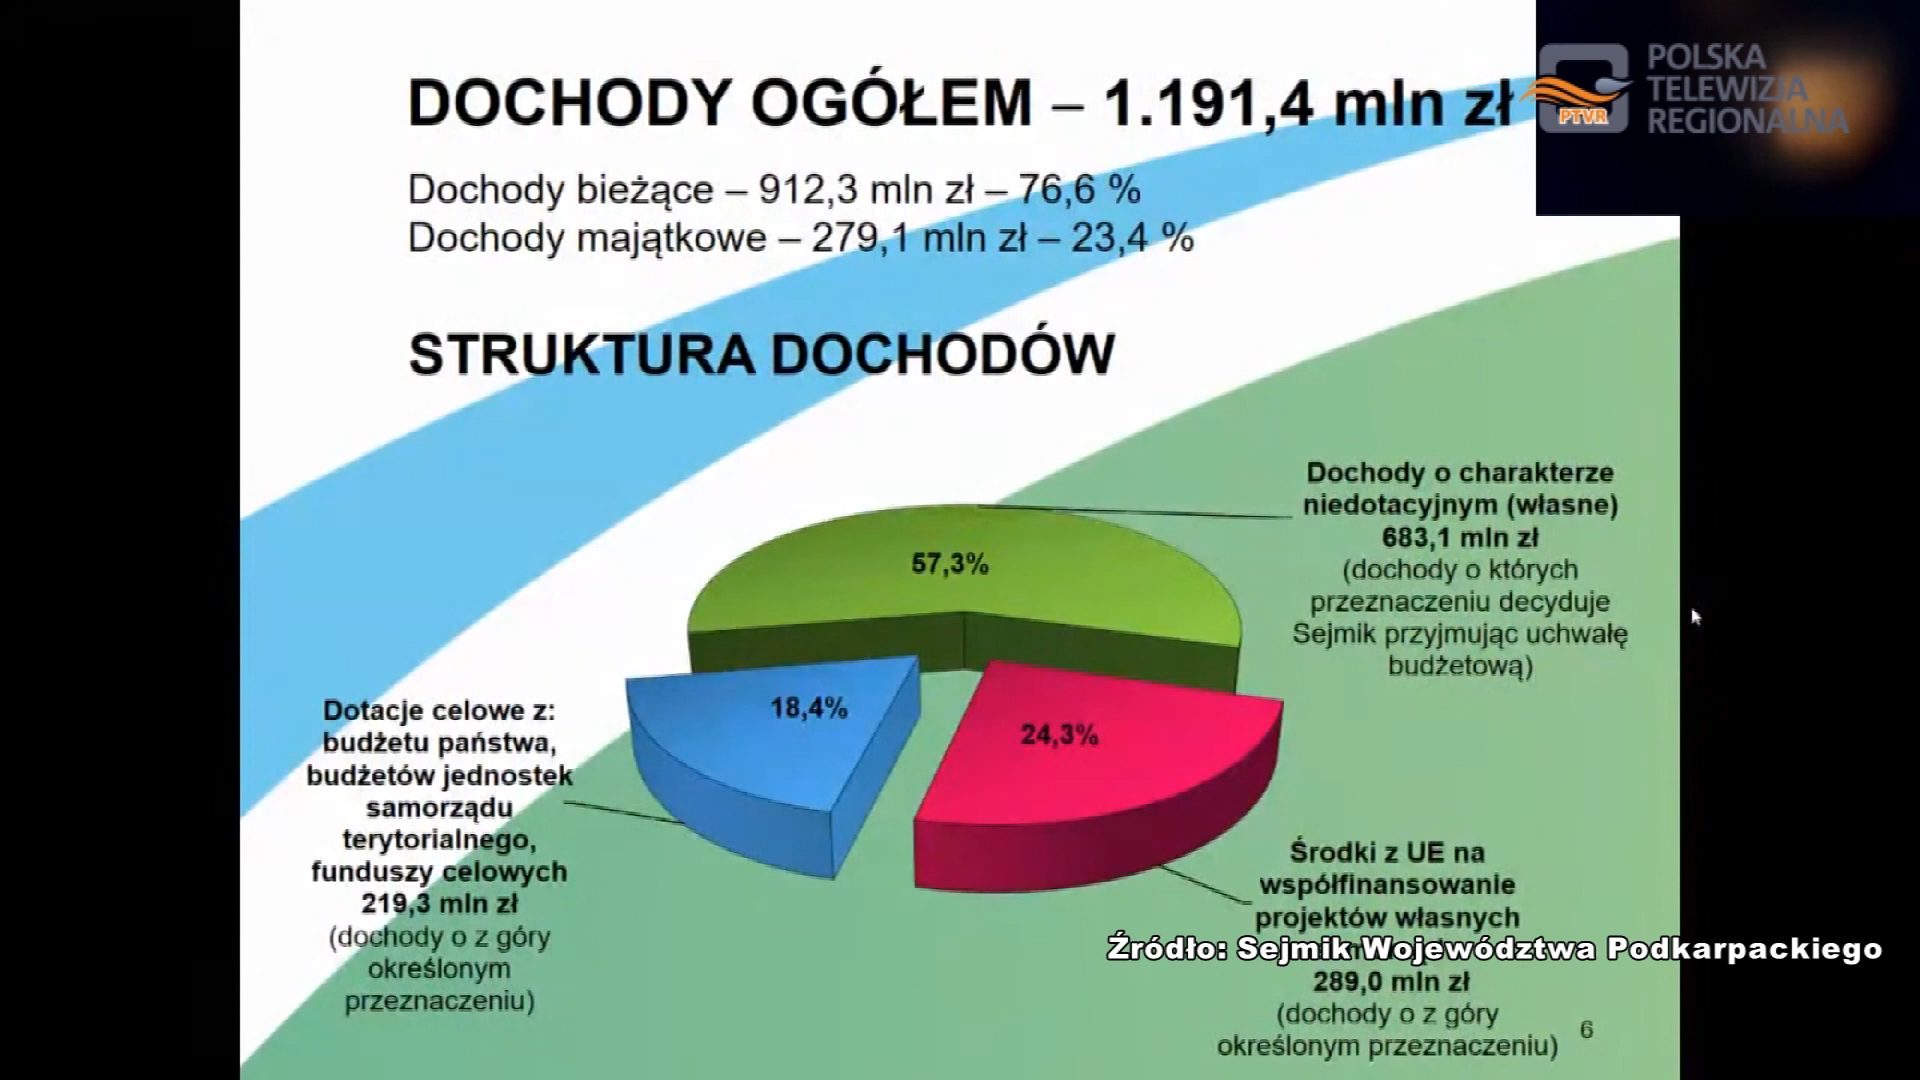 DOCHODY OGÓŁEM – 1.191,4 mln zł
POLSKA
TELEWIZJA
REGIONALNA
PTVR
Dochody bieżące – 912,3 mln zł – 76,6 %
Dochody majątkowe – 279,1 mln zł – 23,4 %
STRUKTURA DOCHODÓW
Dochody o charakterze
niedotacyjnym (własne)
683,1 mln zł
(dochody o których
przeznaczeniu decyduje
Sejmik przyjmując uchwałę
budżetową)
57,3%
18,4%
24,3%
Dotacje celowe z:
budżetu państwa,
budżetów jednostek
samorządu
terytorialnego,
funduszy celowych
219,3 mln zł
(dochody o z góry
określonym
przeznaczeniu)
Środki z UE na
współfinansowanie
projektów własnych
Źródło: Sejmik Województwa Podkarpackiego
289,0 mln zł
(dochody o z góry
określonym przeznaczeniu)
6